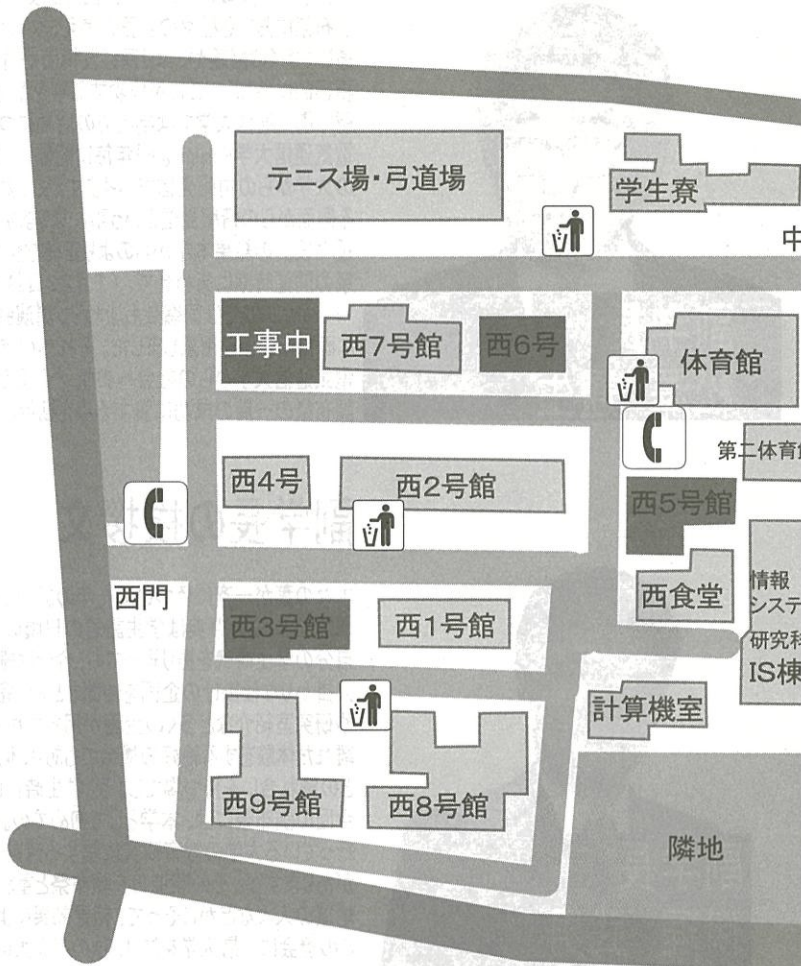 テニス場・弓道場
学生寮
中
工事中
西7号館
西6号
体育館
第二体育館
西4号
西2号館
西5号館
西門
西3号館
西1号館
西食堂
情報
システ
研究科
IS棟
計算機室
西9号館
西8号館
隣地